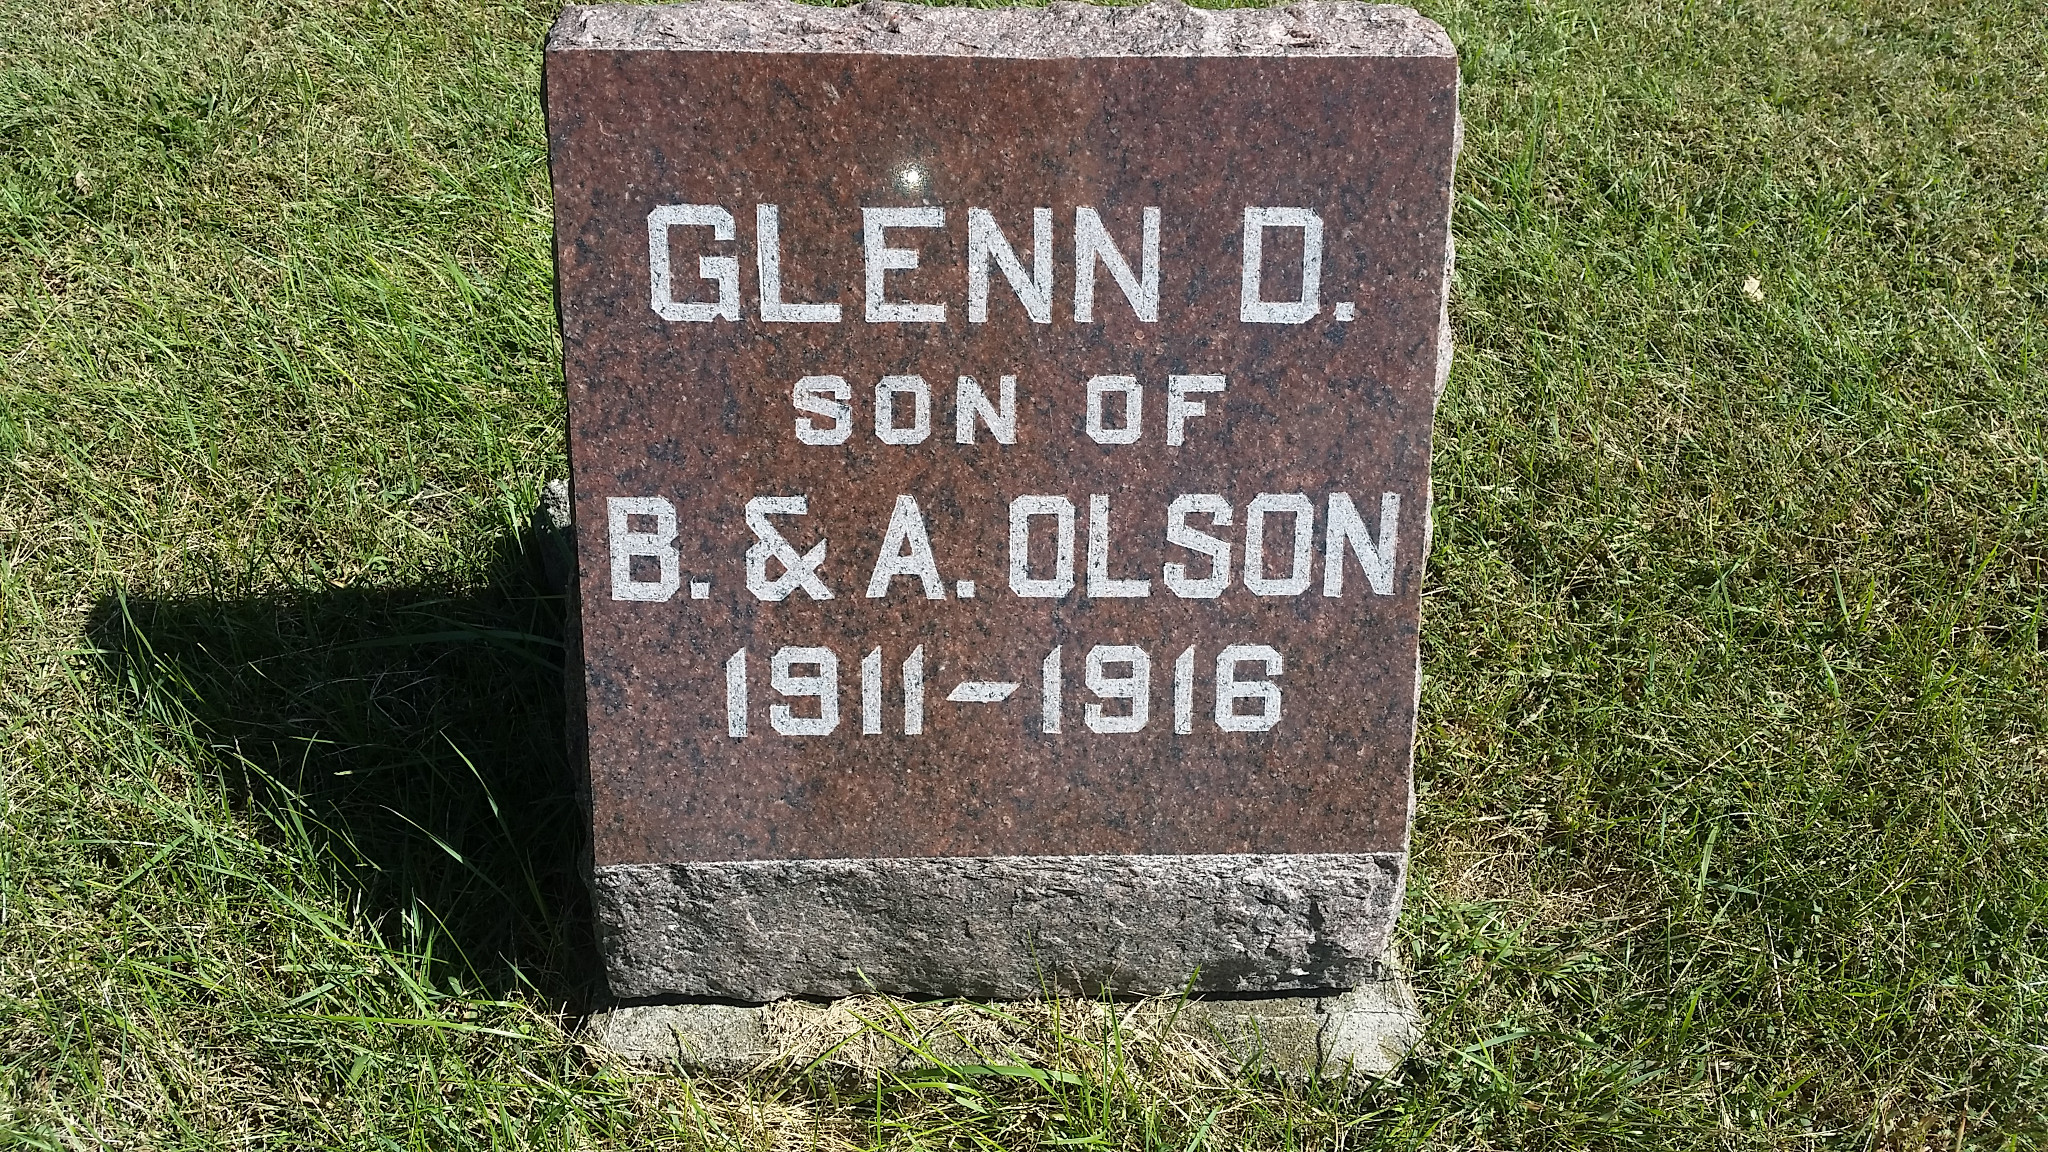 GLENN D.
SON OF
B. & A. OLSON
1911-1916